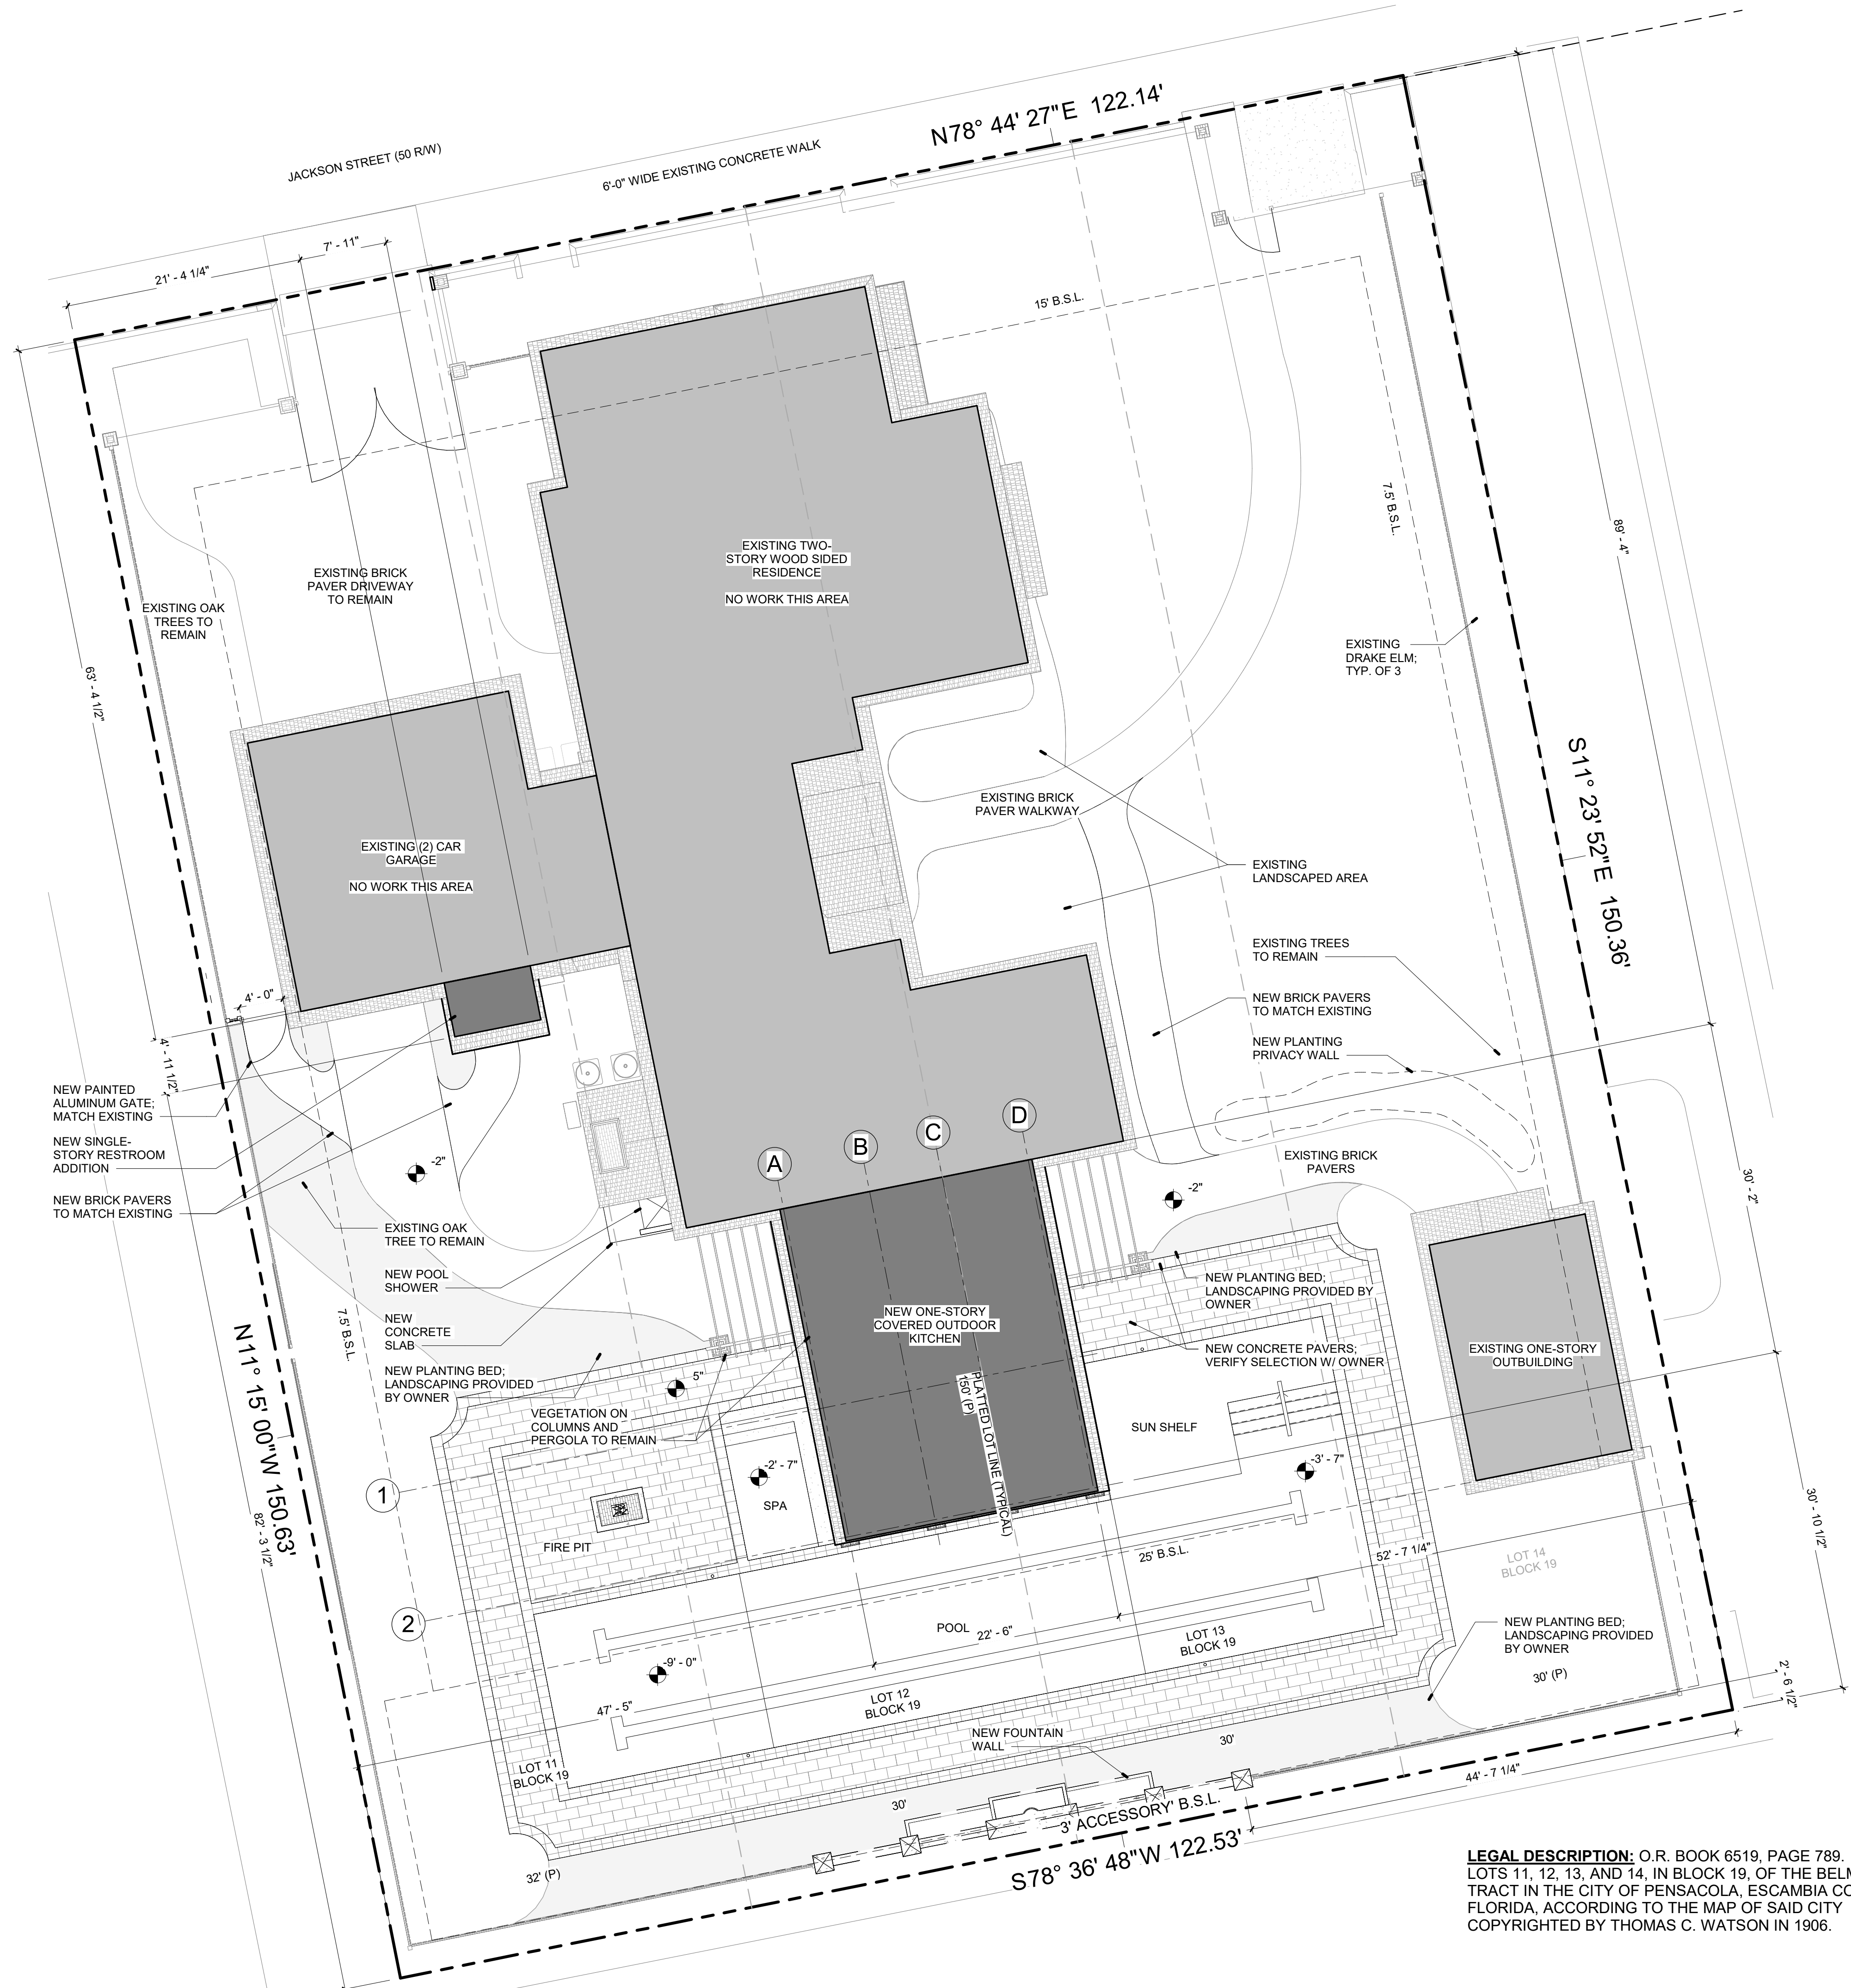 N78° 44' 27"E 122.14'
JACKSON STREET (50 R/W)
6'-0" WIDE EXISTING CONCRETE WALK
7' - 11"
21' - 4 1/4"
15' B.S.L.
7.5' B.S.L.
89' - 4"
EXISTING TWO-
STORY WOOD SIDED
RESIDENCE
NO WORK THIS AREA
EXISTING BRICK
PAVER DRIVEWAY
TO REMAIN
EXISTING OAK
TREES TO
REMAIN
63' - 4 1/2"
EXISTING
DRAKE ELM;
TYP. OF 3
S11° 23' 52"E 150.36'
EXISTING BRICK
PAVER WALKWAY
EXISTING (2) CAR
GARAGE
NO WORK THIS AREA
EXISTING
LANDSCAPED AREA
EXISTING TREES
TO REMAIN
NEW BRICK PAVERS
TO MATCH EXISTING
NEW PLANTING
PRIVACY WALL
4' - 0"
4' - 11 1/2"
NEW PAINTED
ALUMINUM GATE;
MATCH EXISTING
NEW SINGLE-
STORY RESTROOM
ADDITION
NEW BRICK PAVERS
TO MATCH EXISTING
A
B
C
D
-2"
EXISTING BRICK
PAVERS
-2"
30' - 2"
EXISTING OAK
TREE TO REMAIN
NEW POOL
SHOWER
NEW
CONCRETE
SLAB
NEW PLANTING BED;
LANDSCAPING PROVIDED
BY OWNER
7.5' B.S.L.
N11° 15' 00"W 150.63'
82' - 3 1/2"
NEW ONE-STORY
COVERED OUTDOOR
KITCHEN
NEW PLANTING BED;
LANDSCAPING PROVIDED BY
OWNER
NEW CONCRETE PAVERS;
VERIFY SELECTION W/ OWNER
EXISTING ONE-STORY
OUTBUILDING
5"
VEGETATION ON
COLUMNS AND
PERGOLA TO REMAIN
PLATTED LOT LINE (TYPICAL)
150' (P)
SUN SHELF
-2' - 7"
SPA
-3' - 7"
1
FIRE PIT
2
25' B.S.L.
52' - 7 1/4"
30' - 10 1/2"
LOT 14
BLOCK 19
POOL
22' - 6"
LOT 13
BLOCK 19
NEW PLANTING BED;
LANDSCAPING PROVIDED
BY OWNER
30' (P)
2' - 6 1/2"
-9' - 0"
47' - 5"
LOT 12
BLOCK 19
NEW FOUNTAIN
WALL
30'
LOT 11
BLOCK 19
30'
44' - 7 1/4"
3' ACCESSORY' B.S.L.
32' (P)
S78° 36' 48"W 122.53'
LEGAL DESCRIPTION: O.R. BOOK 6519, PAGE 789.
LOTS 11, 12, 13, AND 14, IN BLOCK 19, OF THE
TRACT IN THE CITY OF PENSACOLA, ESCAMBIA
FLORIDA, ACCORDING TO THE MAP OF SAID CITY
COPYRIGHTED BY THOMAS C. WATSON IN 1906.